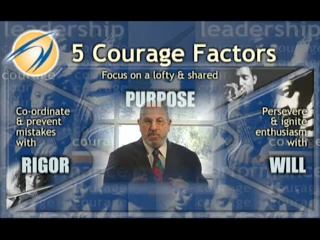 leadership
5 Courage Factors
Focus on a lofty & shared
PURPOSE
Co-ordinate
& prevent
mistakes
with
RIGOR
Persevere
& ignite
enthusiasm
with
WILL